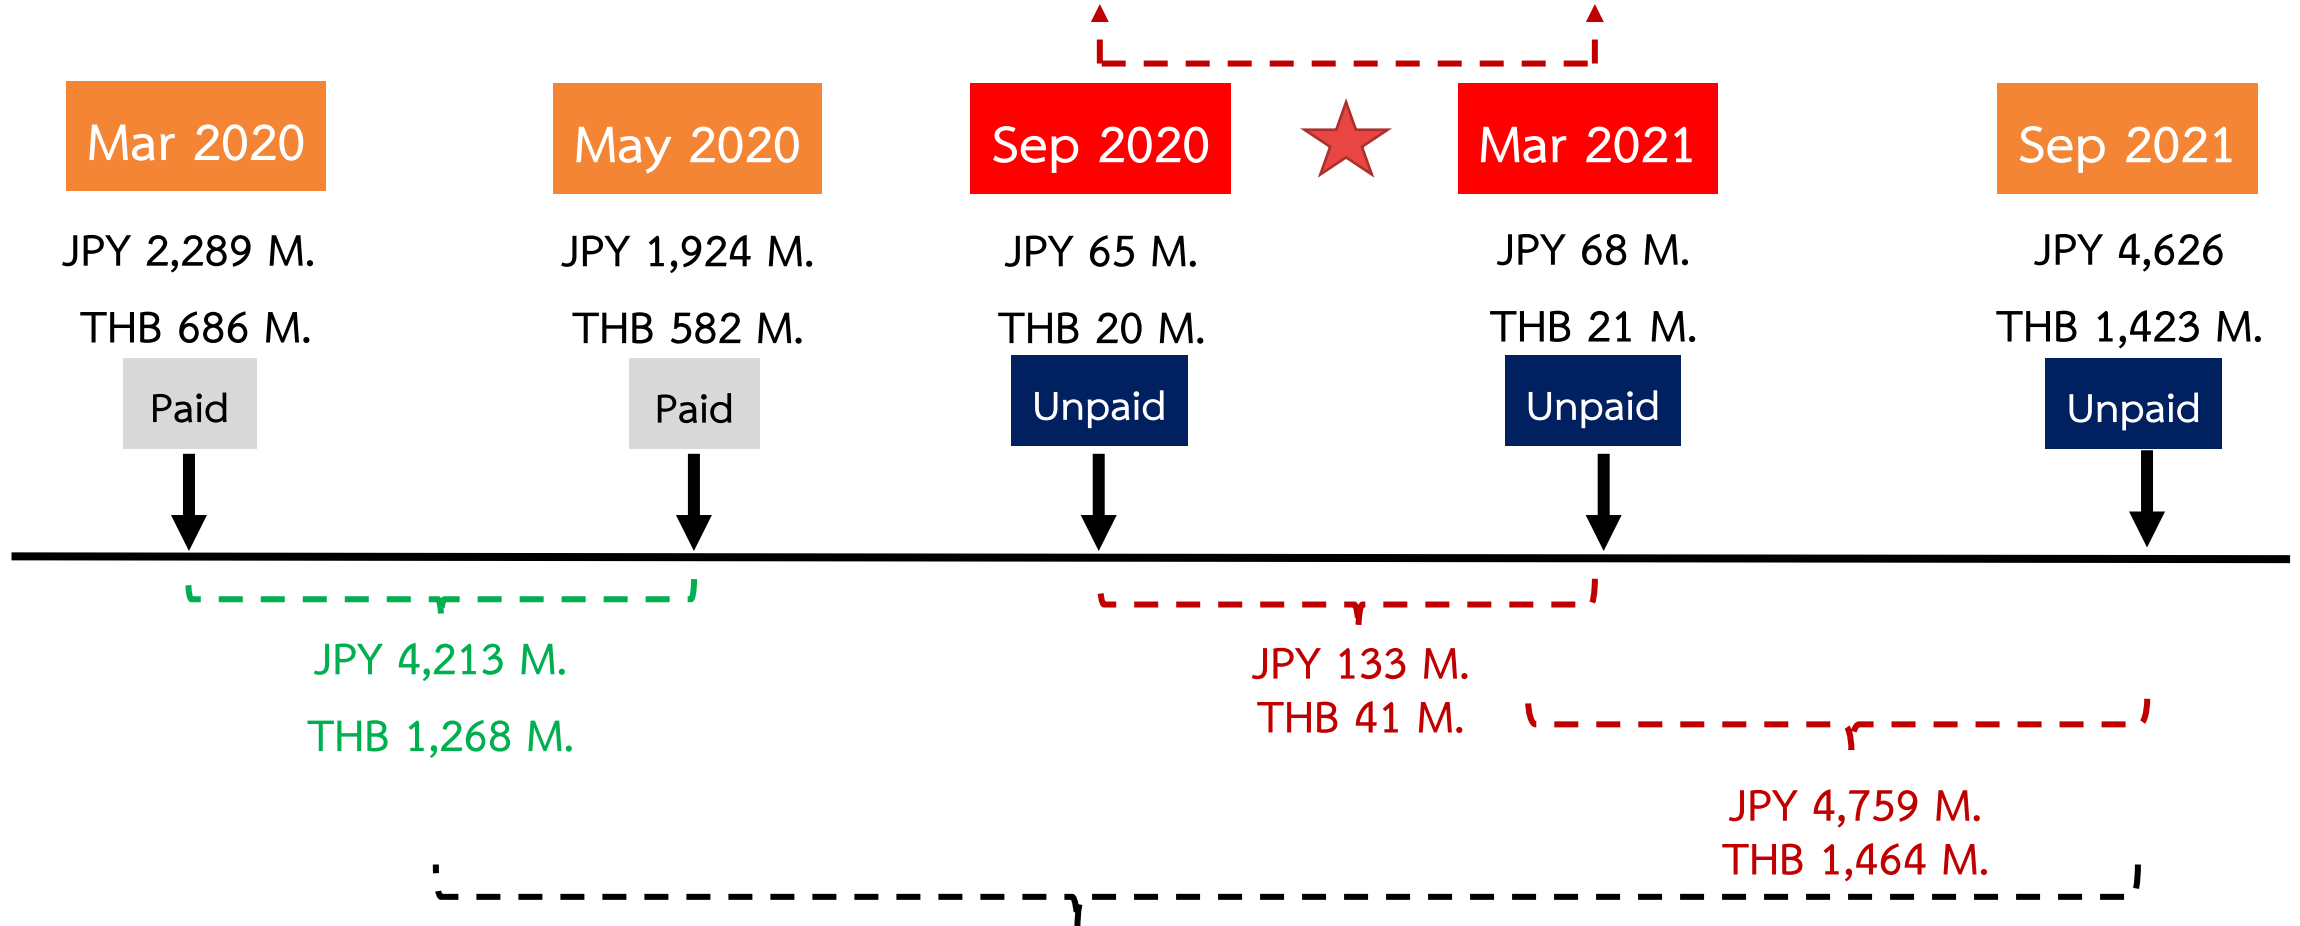 Mar 2020
May 2020
Sep 2020
Mar 2021
Sep 2021
JPY 2,289 M.
JPY 1,924 M.
JPY 65 M.
JPY 68 M.
JPY 4,626
THB 686 M.
THB 582 M.
THB 20 M.
THB 21 M.
THB 1,423 M.
Paid
Paid
Unpaid
Unpaid
Unpaid
JPY 4,213 M.
THB 1,268 M.
JPY 133 M.
THB 41 M.
JPY 4,759 M.
THB 1,464 M.